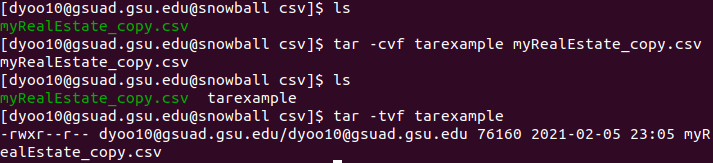 [dyoo10@gsuad.gsu.edu@snowball csv]$ ls
myRealEstate_copy.csv
[dyoo10@gsuad.gsu.edu@snowball csv]$ tar -cvf tarexample myRealEstate_copy.csv
myRealEstate_copy.csv
[dyoo10@gsuad.gsu.edu@snowball csv]$ ls
myRealEstate_copy.csv  tarexample
[dyoo10@gsuad.gsu.edu@snowball csv]$ tar -tvf tarexample
-rwxr--r-- dyoo10@gsuad.gsu.edu/dyoo10@gsuad.gsu.edu 76160 2021-02-05 23:05 myR
ealEstate_copy.csv